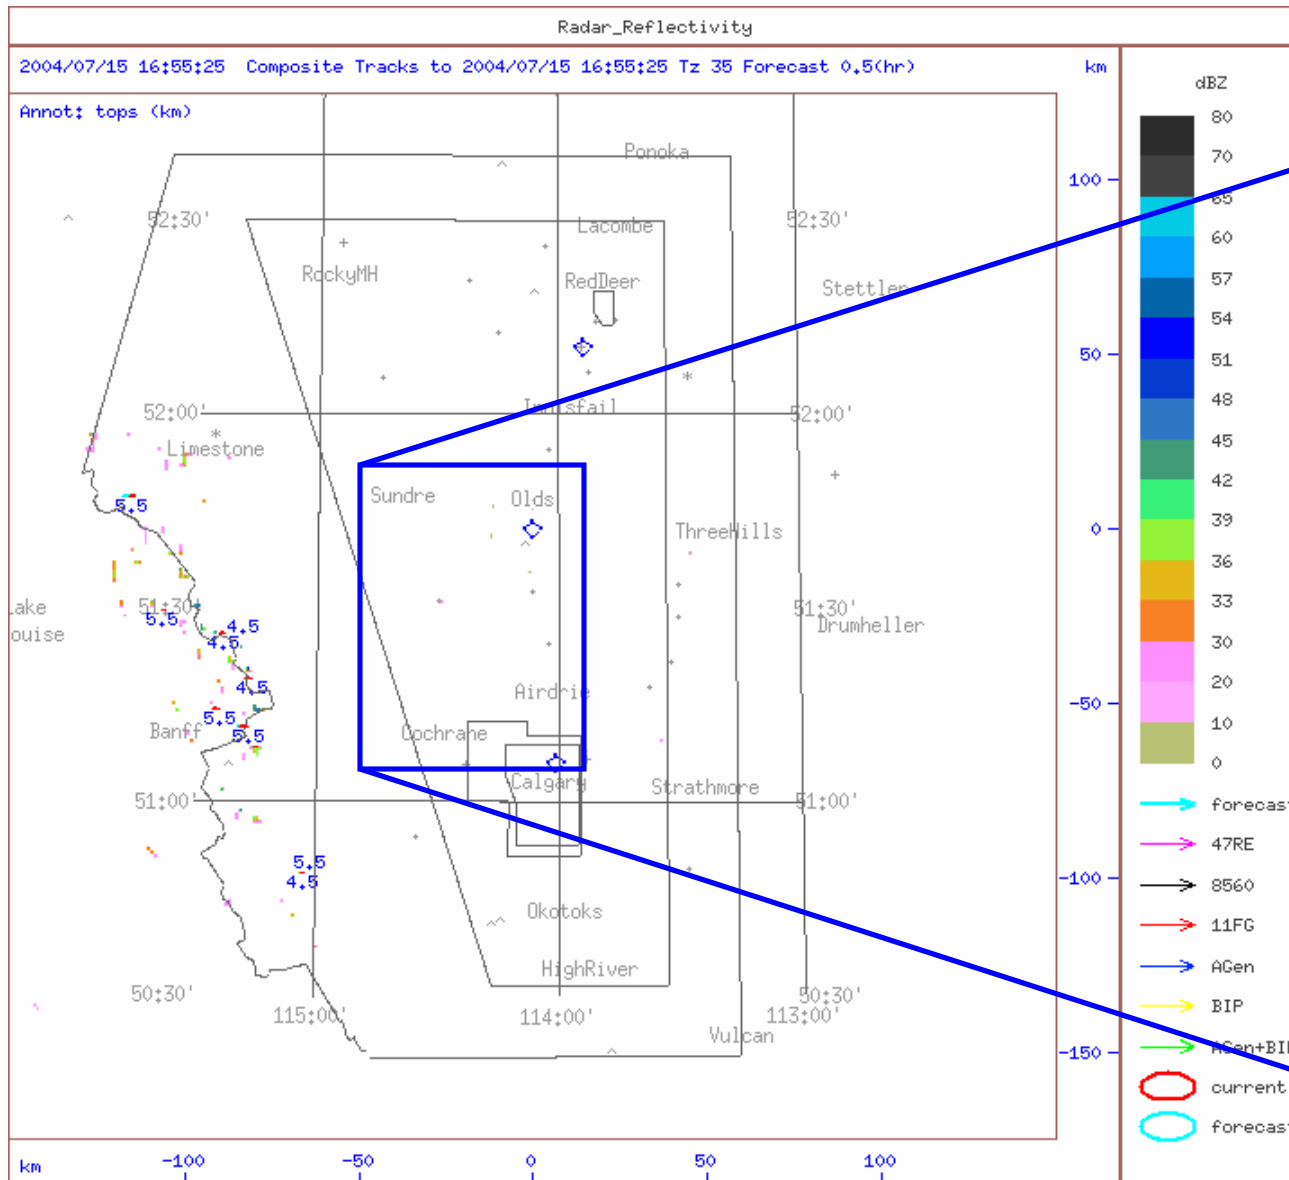 Radar_Reflectivity
2004/07/15 16:55:25 Composite Tracks to 2004/07/15 16:55:25 Tz 35 Forecast 0.5(hr)
km
Annot: tops (km)
dBZ
80
70
65
60
57
54
51
48
45
42
39
36
33
30
20
10
0
forecast
47RE
8560
11FG
AGen
BIP
AGen+BI
current
forecast
100
50
0
-50
-100
-150
Ponoka
52:30'
52:30'
Lacombe
RockyMH
RedDeer
Stettler
52:00'
Innisfail
52:00'
Limestone
Sundre
Olds
5.5
ThreeHills
Lake
ouise
51:30'
51:30'
5.5
4.5
4.5
Drumheller
4.5
Airdrie
5.5
Banff
5.5
Cochrane
Calgary
Strathmore
51:00'
51:00'
5.5
4.5
Okotoks
HighRiver
50:30'
50:30'
115:00'
114:00'
113:00'
Vulcan
km
-100
-50
0
50
100